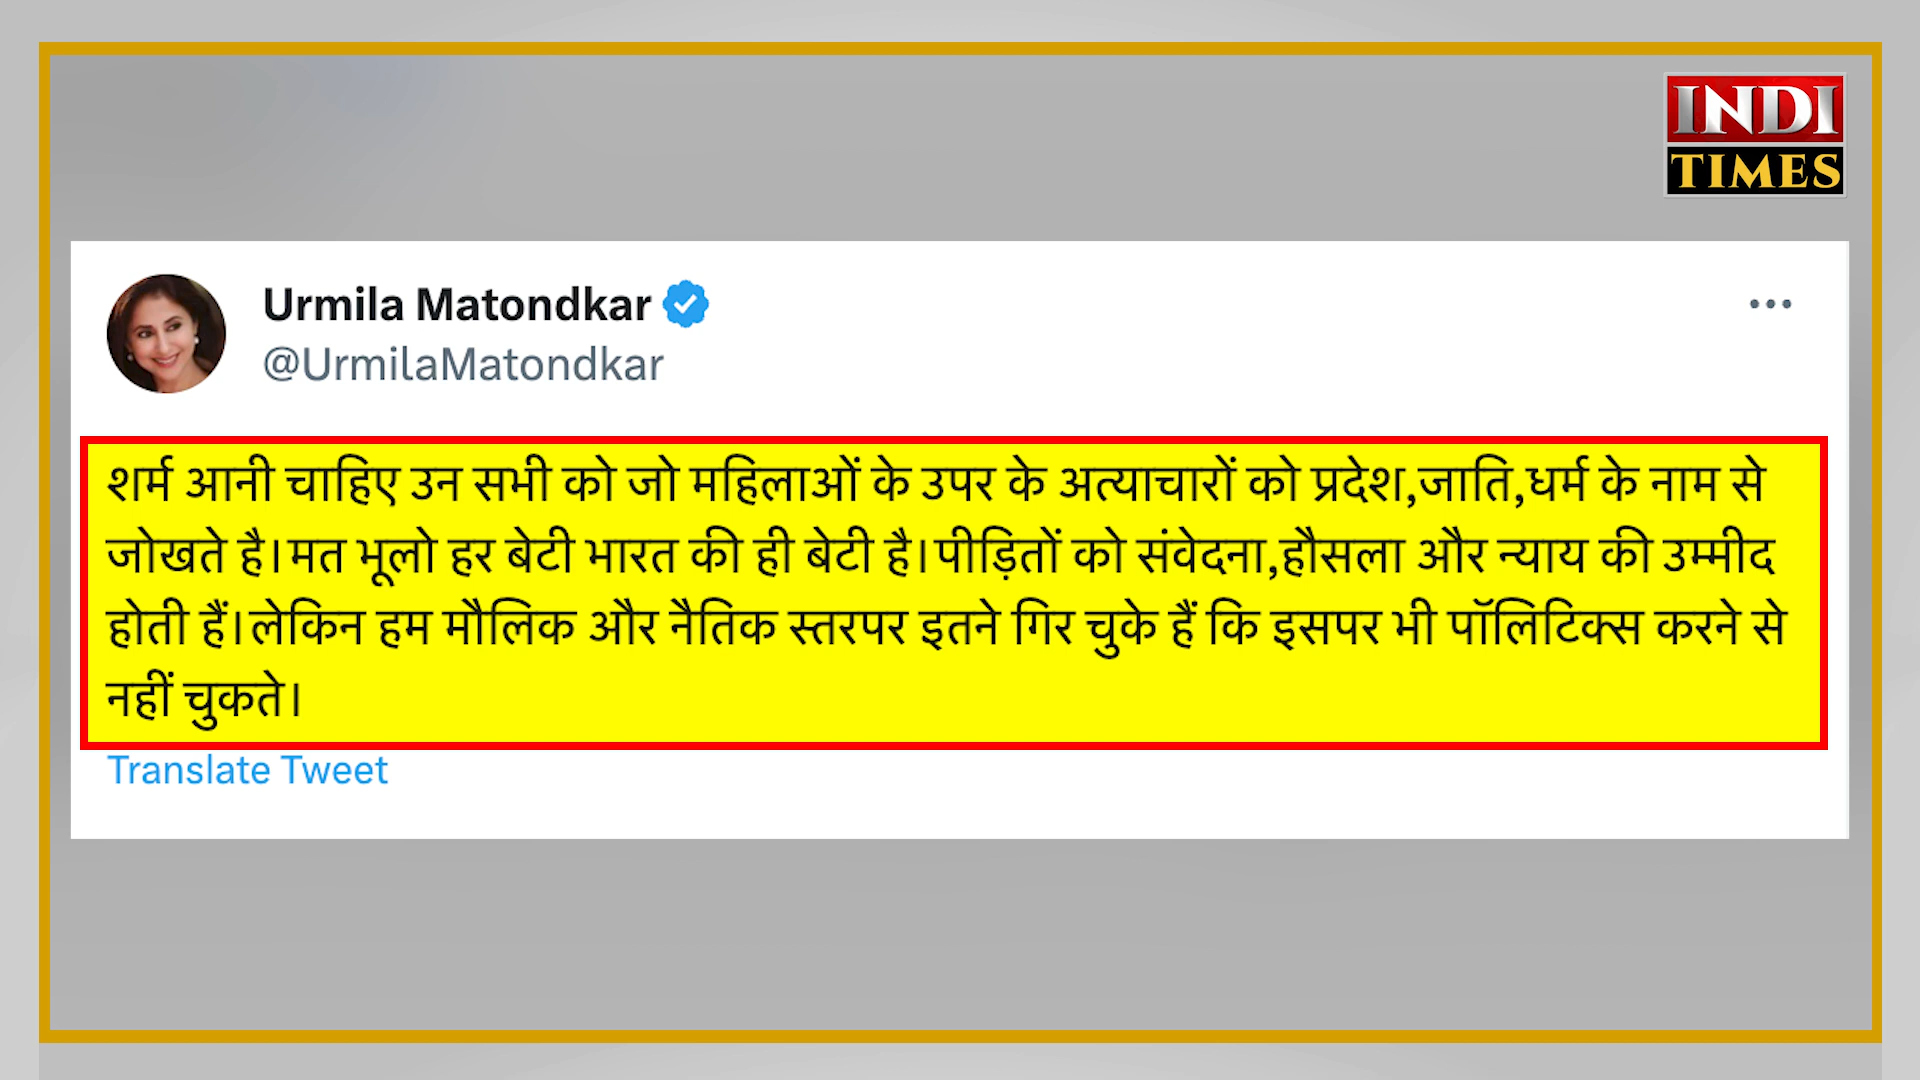 INDI
TIMES
Urmila Matondkar
@UrmilaMatondkar
शर्म आनी चाहिए उन सभी को जो महिलाओं के उपर के अत्याचारों को प्रदेश,जाति,धर्म के नाम से
जोखते है।मत भूलो हर बेटी भारत की ही बेटी है।पीड़ितों को संवेदना,हौसला और न्याय की उम्मीद
होती हैं।लेकिन हम मौलिक और नैतिक स्तरपर इतने गिर चुके हैं कि इसपर भी पॉलिटिक्स करने से
नहीं चुकते।
Translate Tweet